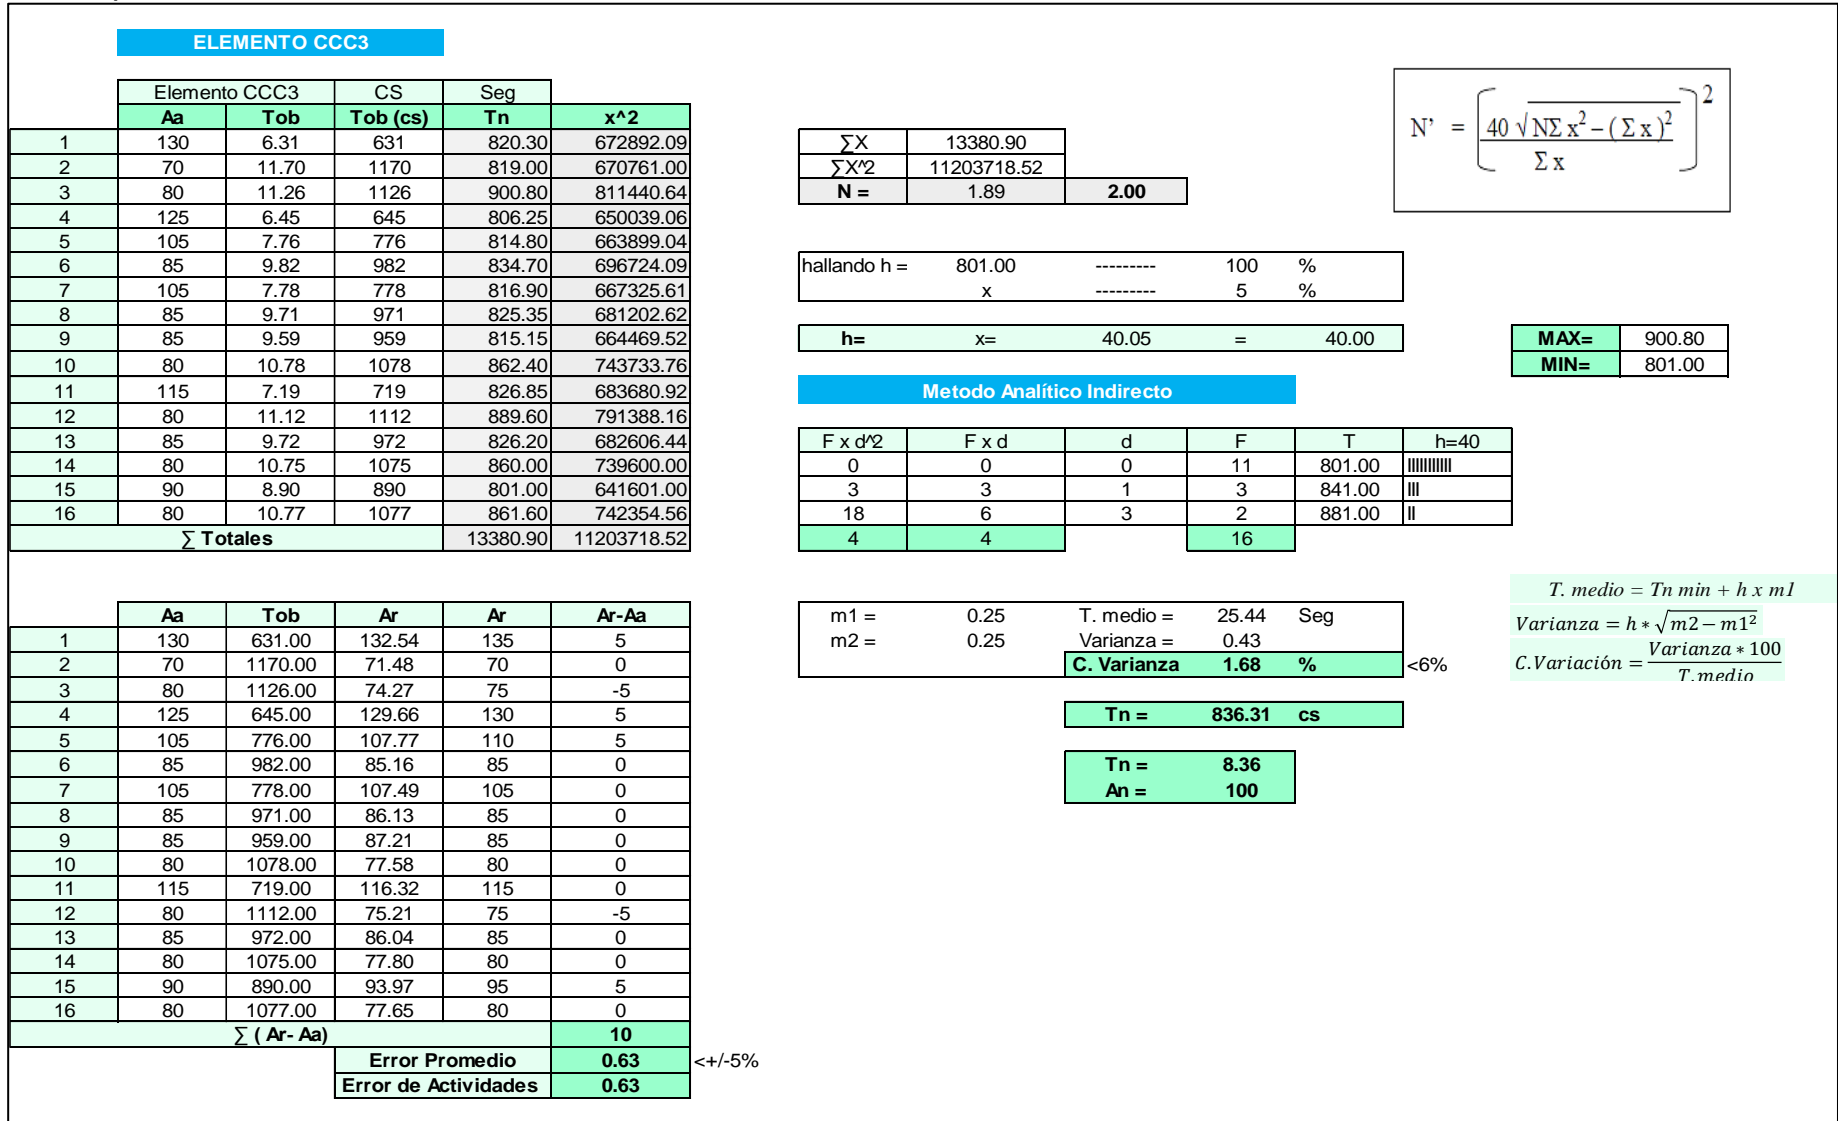 ELEMENTO CCC3
Elemento CCC3 CS Seg
Aa Tob Tob (cs) Tn x^2
1 130 6.31 631 820.30 672892.09
2 70 11.70 1170 819.00 670761.00
3 80 11.26 1126 900.80 811440.64
4 125 6.45 645 806.25 650039.06
5 105 7.76 776 814.80 663899.04
6 85 9.82 982 834.70 696724.09
7 105 7.78 778 816.90 667325.61
8 85 9.71 971 825.35 681202.62
9 85 9.59 959 815.15 664469.52
10 80 10.78 1078 862.40 743733.76
11 115 7.19 719 826.85 683680.92
12 80 11.12 1112 889.60 791388.16
13 85 9.72 972 826.20 682606.44
14 80 10.75 1075 860.00 739600.00
15 90 8.90 890 801.00 641601.00
16 80 10.77 1077 861.60 742354.56
∑ Totales 13380.90 11203718.52
∑X 13380.90
∑X^2 11203718.52
N = 1.89 2.00
N' = [ 40 √ N Σ x² − ( Σ x )² / Σ x ] ²
hallando h = 801.00 --------- 100 %
x --------- 5 %
h= x= 40.05 = 40.00
MAX= 900.80
MIN= 801.00
Metodo Analítico Indirecto
F x d^2 F x d d F T h=40
0 0 0 11 801.00 IIIIIIIIIII
3 3 1 3 841.00 III
18 6 3 2 881.00 II
4 4 16
m1 = 0.25 T. medio = 25.44 Seg
m2 = 0.25 Varianza = 0.43
C. Varianza 1.68 % <6%
T. medio = Tn min + h x m1
Varianza = h * √m2 − m1²
C.Variación = Varianza * 100 / T.medio
Tn = 836.31 cs
Tn = 8.36
An = 100
Aa Tob Ar Ar Ar-Aa
1 130 631.00 132.54 135 5
2 70 1170.00 71.48 70 0
3 80 1126.00 74.27 75 -5
4 125 645.00 129.66 130 5
5 105 776.00 107.77 110 5
6 85 982.00 85.16 85 0
7 105 778.00 107.49 105 0
8 85 971.00 86.13 85 0
9 85 959.00 87.21 85 0
10 80 1078.00 77.58 80 0
11 115 719.00 116.32 115 0
12 80 1112.00 75.21 75 -5
13 85 972.00 86.04 85 0
14 80 1075.00 77.80 80 0
15 90 890.00 93.97 95 5
16 80 1077.00 77.65 80 0
∑ ( Ar- Aa) 10
Error Promedio 0.63 <+/-5%
Error de Actividades 0.63